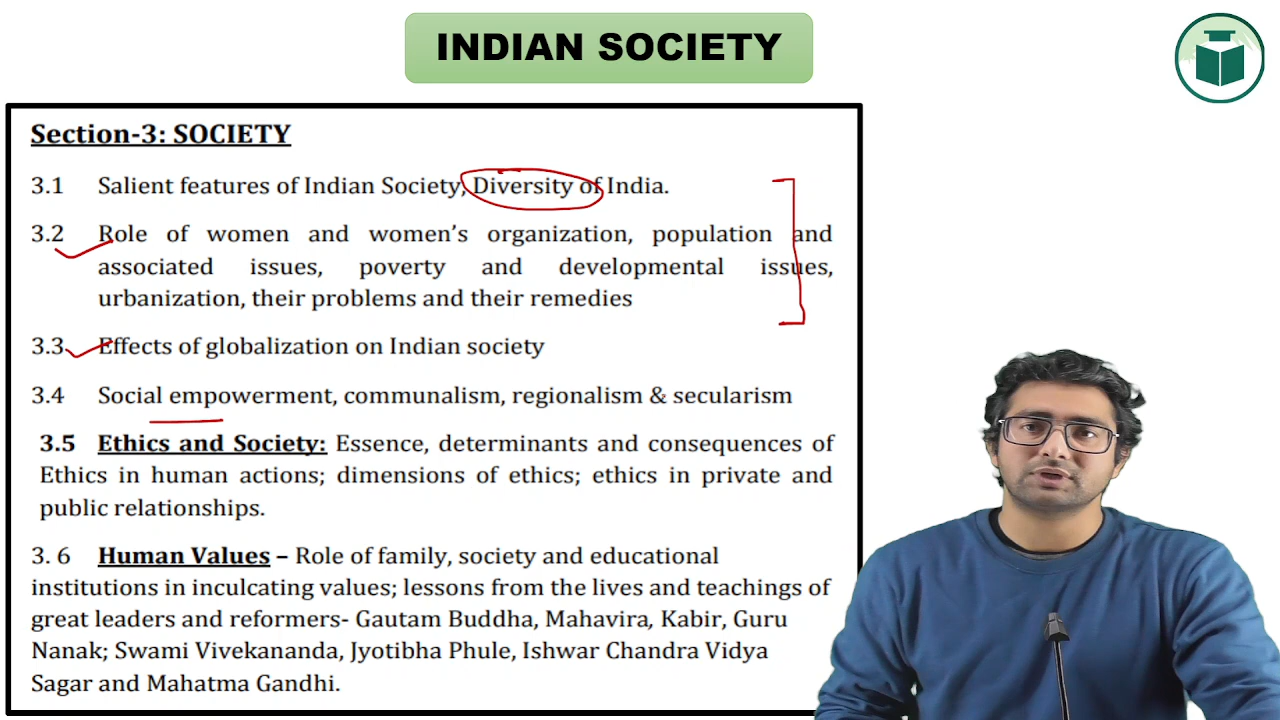 INDIAN SOCIETY
Section-3: SOCIETY
3.1 Salient features of Indian Society, Diversity of India.
3.2 Role of women and women’s organization, population and
associated issues, poverty and developmental issues,
urbanization, their problems and their remedies
3.3 Effects of globalization on Indian society
3.4 Social empowerment, communalism, regionalism & secularism
3.5 Ethics and Society: Essence, determinants and consequences of
Ethics in human actions; dimensions of ethics; ethics in private and
public relationships.
3. 6 Human Values – Role of family, society and educational
institutions in inculcating values; lessons from the lives and teachings of
great leaders and reformers- Gautam Buddha, Mahavira, Kabir, Guru
Nanak; Swami Vivekananda, Jyotibha Phule, Ishwar Chandra Vidya
Sagar and Mahatma Gandhi.